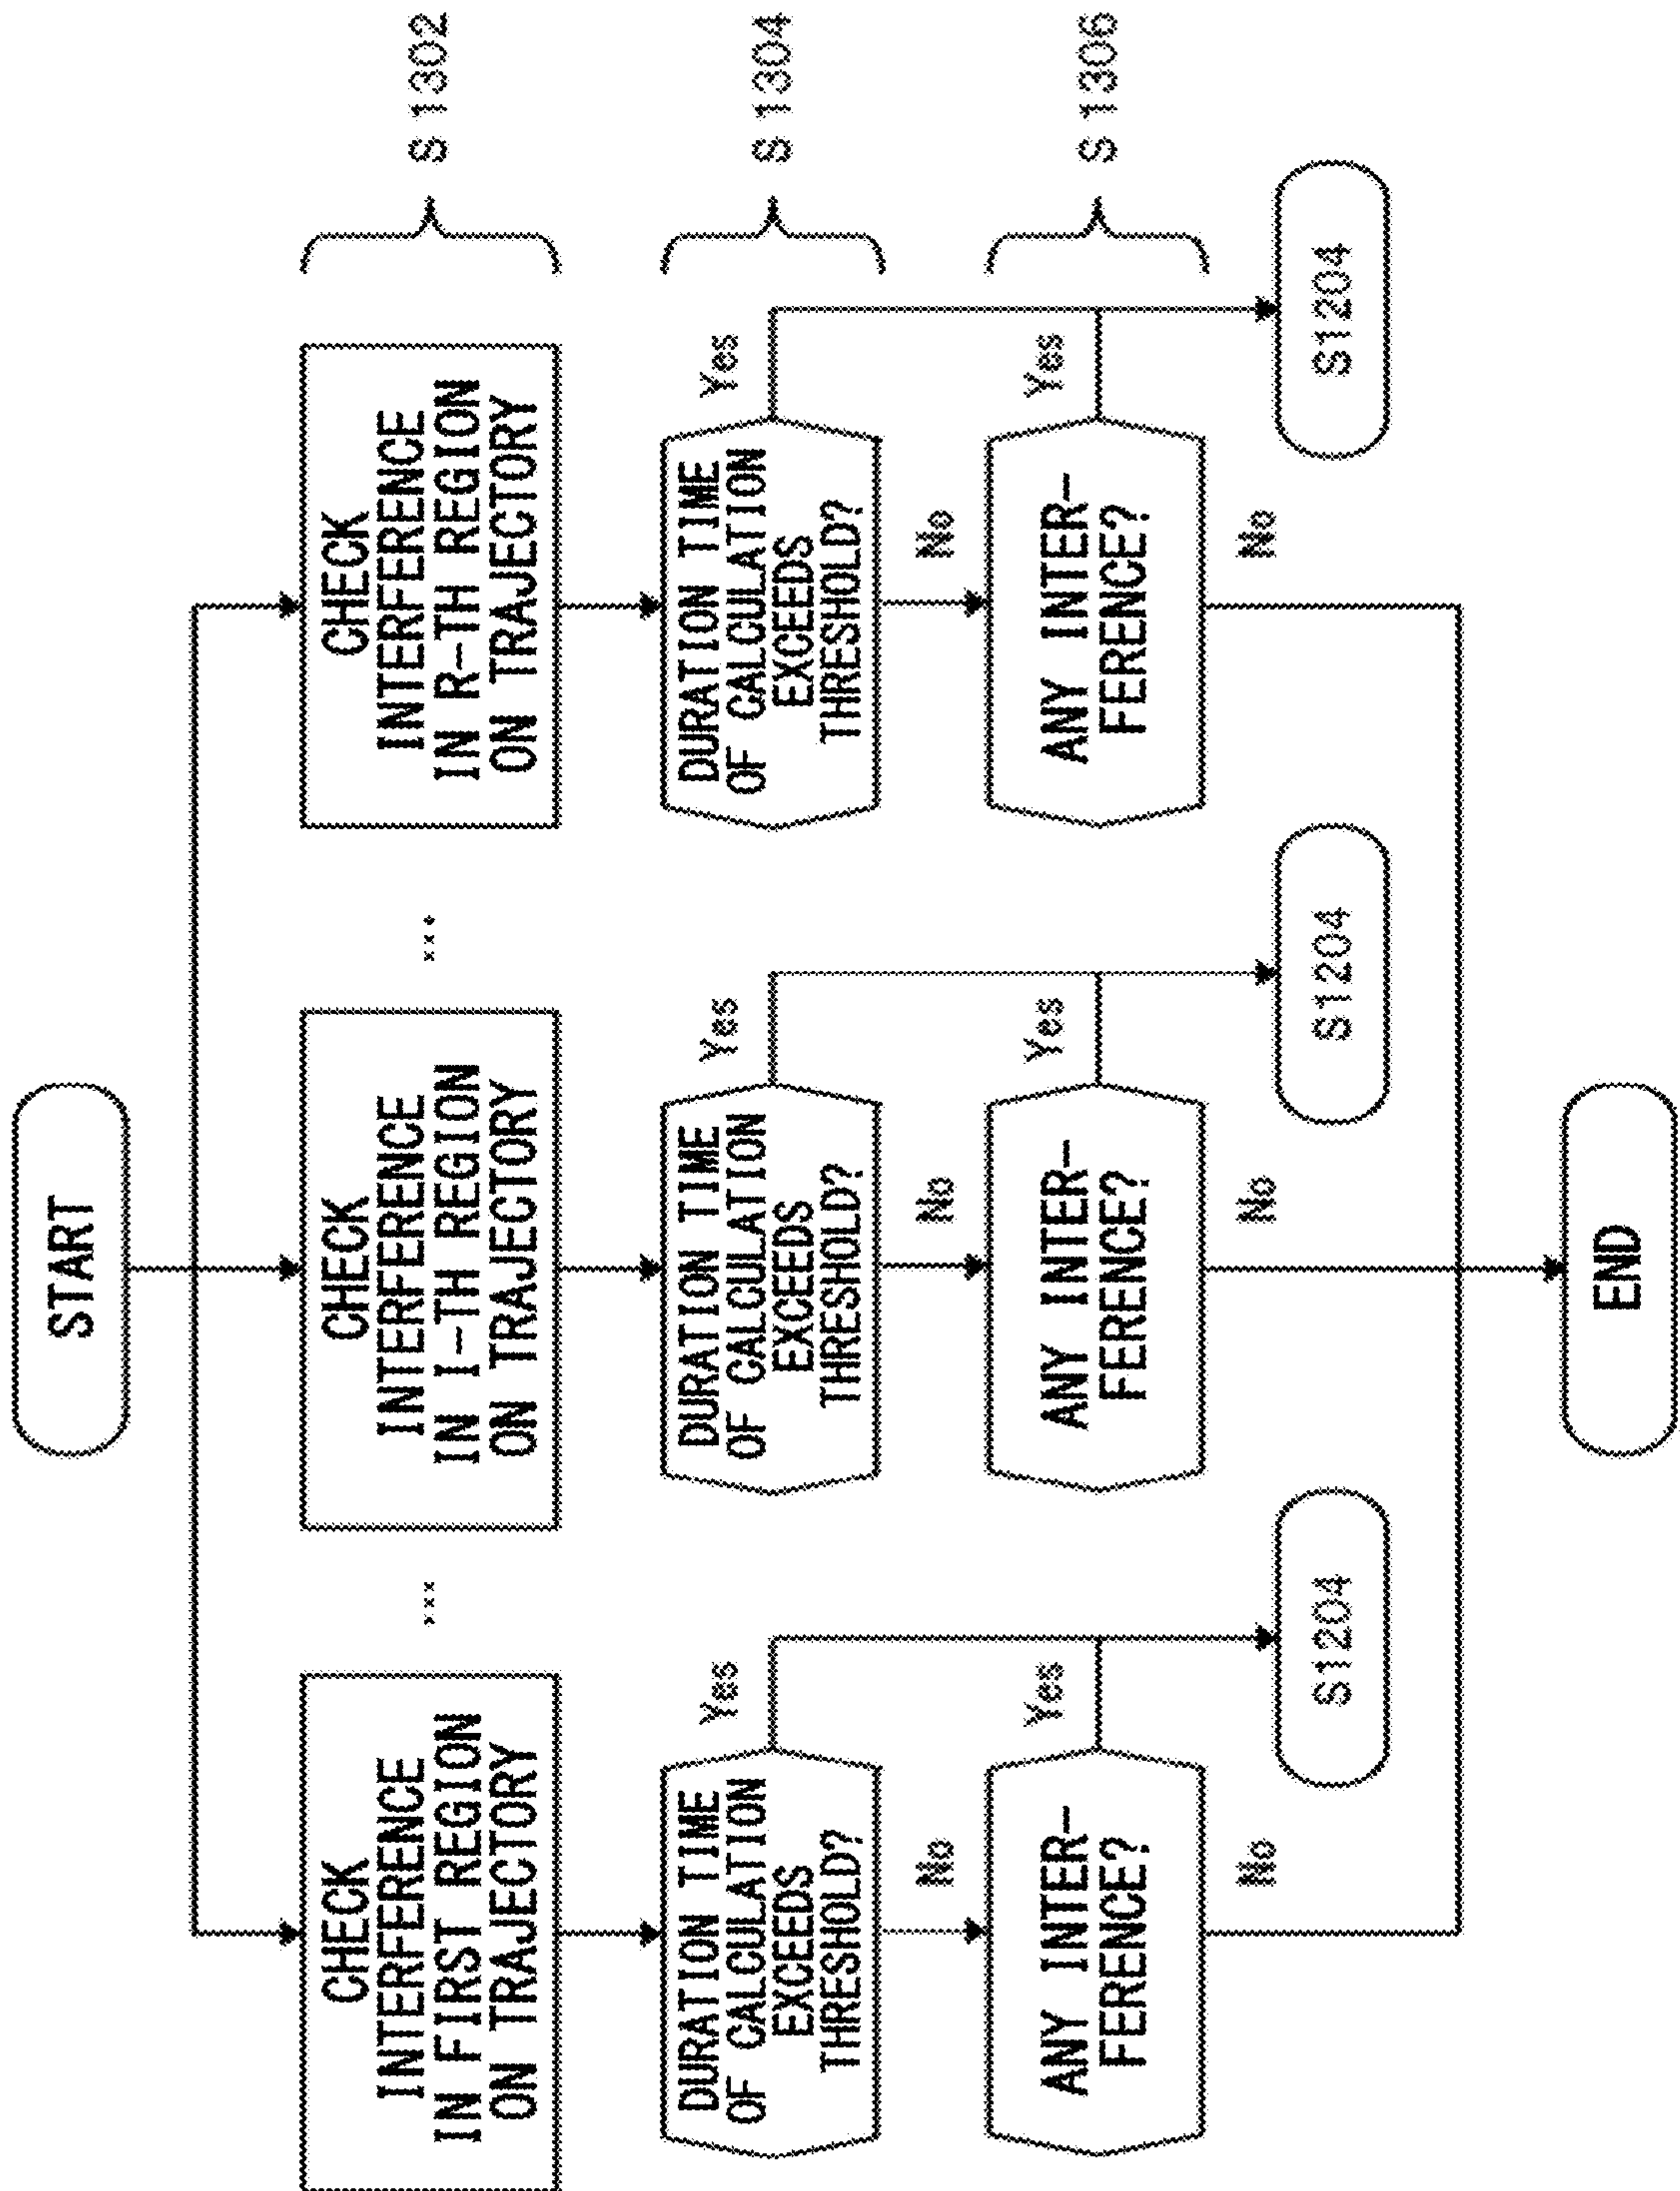 START
CHECK
INTERFERENCE
IN FIRST REGION
ON TRAJECTORY
...
CHECK
INTERFERENCE
IN I-TH REGION
ON TRAJECTORY
...
CHECK
INTERFERENCE
IN R-TH REGION
ON TRAJECTORY
S 1302
DURATION TIME
OF CALCULATION
EXCEEDS
THRESHOLD?
Yes
DURATION TIME
OF CALCULATION
EXCEEDS
THRESHOLD?
Yes
DURATION TIME
OF CALCULATION
EXCEEDS
THRESHOLD?
Yes
S 1304
No
No
No
ANY INTER-
FERENCE?
Yes
ANY INTER-
FERENCE?
Yes
ANY INTER-
FERENCE?
Yes
S 1306
No
No
No
S1204
S1204
S1204
END